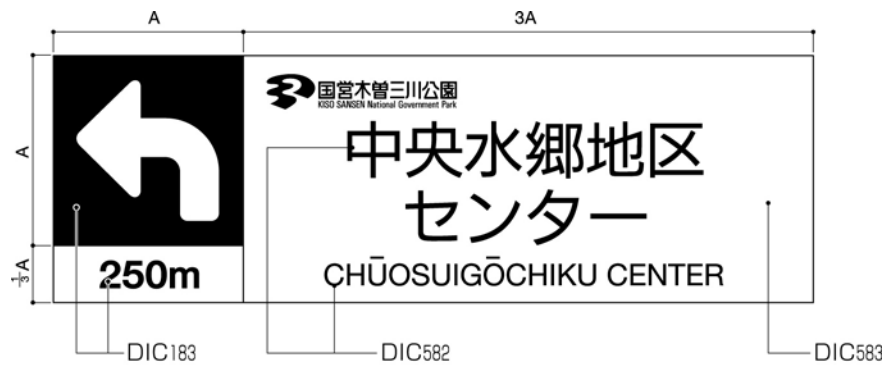 A
3A
A
1/3 A
国営木曽三川公園
KISO SANSEN National Government Park
中央水郷地区
センター
250m
CHŪOSUIGŌCHIKU CENTER
DIC183
DIC582
DIC583